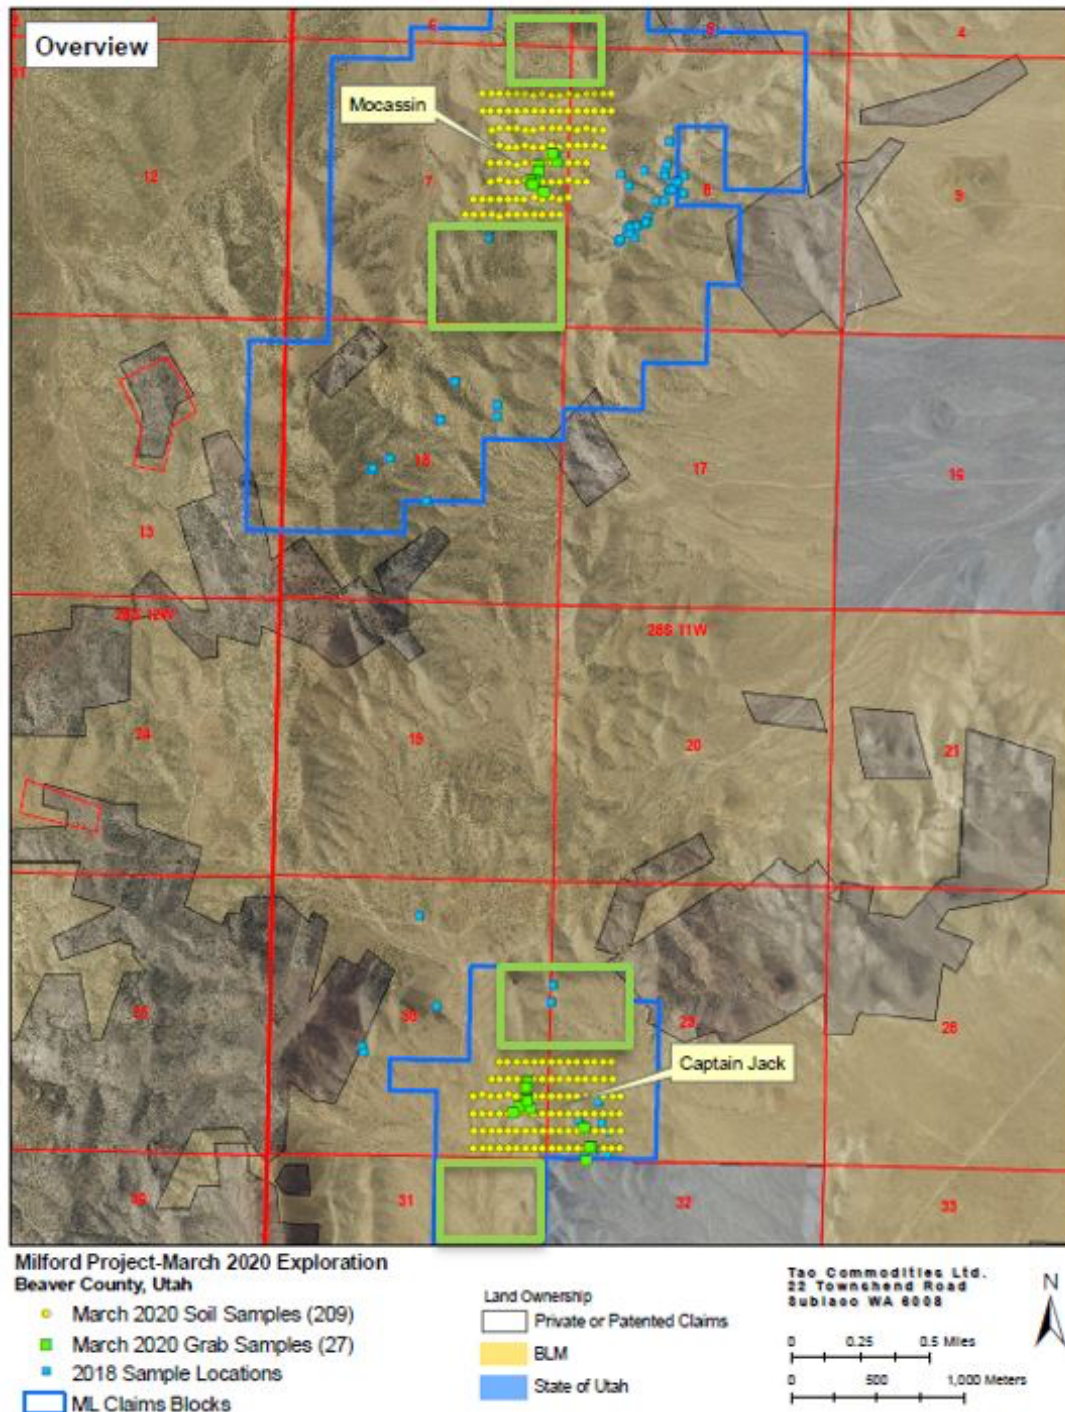 Overview
6
5
4
Mocassin
12
7
8
9
18
17
16
13
28S 12W
28S 11W
24
19
20
21
30
29
28
Captain Jack
31
32
33
Milford Project-March 2020 Exploration
Beaver County, Utah
March 2020 Soil Samples (209)
March 2020 Grab Samples (27)
2018 Sample Locations
ML Claims Blocks
Land Ownership
Private or Patented Claims
BLM
State of Utah
Tao Commodities Ltd.
22 Townshend Road
Subiaco WA 6008
0 0.25 0.5 Miles
0 500 1,000 Meters
N